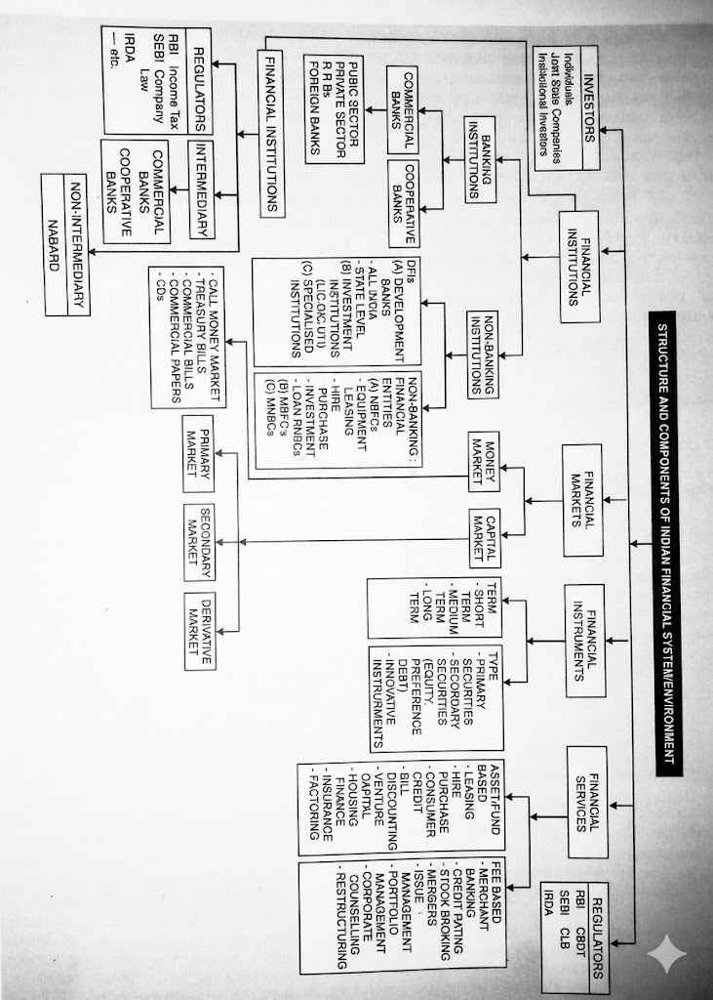 STRUCTURE AND COMPONENTS OF INDIAN FINANCIAL SYSTEM/ENVIRONMENT
INVESTORS
Individuals
Joint Stale Companies
Institutional Investors
FINANCIAL
INSTITUTIONS
FINANCIAL
MARKETS
FINANCIAL
INSTRUMENTS
FINANCIAL
SERVICES
REGULATORS
RBI CBDT
SEBI CLB
IRDA
BANKING
INSTITUTIONS
NON-BANKING
INSTITUTIONS
MONEY
MARKET
CAPITAL
MARKET
TERM
- SHORT
TERM
- MEDIUM
TERM
- LONG
TERM
TYPE
- PRIMARY
SECURITIES
- SECORDARY
SECURITIES
(EQUITY.
PREFERENCE
DEBT)
- INNOVATIVE
INSTRURMENTS
ASSET/FUND
BASED
- LEASING
- HIRE
PURCHASE
- CONSUMER
CREDIT
- BILL
DISCOUNTING
- VENTURE
CAPITAL
- HOUSING
FINANCE
- INSURANCE
- FACTORING
FEE BASED
- MERCHANT
BANKING
- CREDIT PATING
- STOCK BROKING
- MERGERS
- ISSUE
MANAGEMENT
- PORTFOLIO
MANAGEMENT
- CORPORATE
COUNSELLING
- RESTRUCTURING
COMMERCIAL
BANKS
COOPERATIVE
BANKS
PUBIC SECTOR
PRIVATE SECTOR
R R Bs
FOREIGN BANKS
DFIs
(A) DEVELOPMENT
BANKS
- ALL INDIA
- STATE LEVEL
(B) INVESTMENT
INSTITUTIONS
(C) SPECIALISED
INSTITUTIONS
NON-BANKING :
FINANCIAL
ENTITIES
(A) NBFCs
- EQUIPMENT
LEASING
- HIRE
PURCHASE
- INVESTMENT
- LOAN RNBCs
(B) MBFC's
(C) MNBCs
FINANCIAL INSTITUTIONS
- CALL MONEY MARKET
- TREASURY BILLS
- COMMERCIAL BILLS
- COMMERCIAL PAPERS
- CDs
PRIMARY
MARKET
SECONDARY
MARKET
DERIVATIVE
MARKET
REGULATORS
RBI Income Tax
SEBI Company
Law
IRDA
— etc.
INTERMEDIARY
COMMERCIAL
BANKS
COOPERATIVE
BANKS
NON-INTERMEDIARY
NABARD